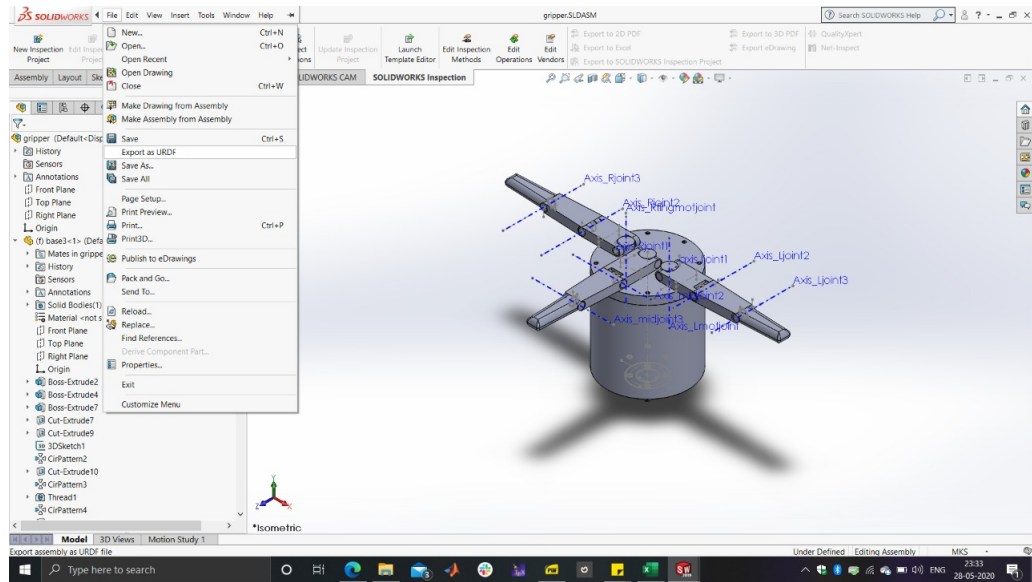 SOLIDWORKS
File Edit View Insert Tools Window Help
gripper.SLDASM
Search SOLIDWORKS Help
New Inspection Project
Update Inspection Project
Launch Template Editor
Edit Inspection Methods
Edit Operations
Edit Vendors
Export to 2D PDF
Export to Excel
Export to SOLIDWORKS Inspection Project
Export to 3D PDF
Export eDrawing
QualityXpert
Net-Inspect
Assembly Layout
SOLIDWORKS Inspection
New... Ctrl+N
Open... Ctrl+O
Open Recent
Open Drawing
Close Ctrl+W
Make Drawing from Assembly
Make Assembly from Assembly
Save Ctrl+S
Export as URDF
Save As...
Save All
Page Setup...
Print Preview...
Print... Ctrl+P
Print3D...
Publish to eDrawings
Pack and Go...
Send To...
Reload...
Replace...
Find References...
Derive Component Part...
Properties...
Exit
Customize Menu
gripper (Default<Disp
History
Sensors
Annotations
Front Plane
Top Plane
Right Plane
Origin
(f) base3<1> (Defa
Mates in grippe
History
Sensors
Annotations
Solid Bodies(1)
Material <not s
Front Plane
Top Plane
Right Plane
Origin
Boss-Extrude2
Boss-Extrude4
Boss-Extrude7
Cut-Extrude7
Cut-Extrude9
3DSketch1
CirPattern2
Cut-Extrude10
CirPattern3
Thread1
CirPattern4
Axis_Rjoint3
Axis_Ljoint2
Axis_Ljoint3
Axis_midjoint3
Axis_Lmotjoint
*Isometric
Model 3D Views Motion Study 1
Export assembly as URDF file
Under Defined Editing Assembly MKS
Type here to search
ENG
23:33
28-05-2020